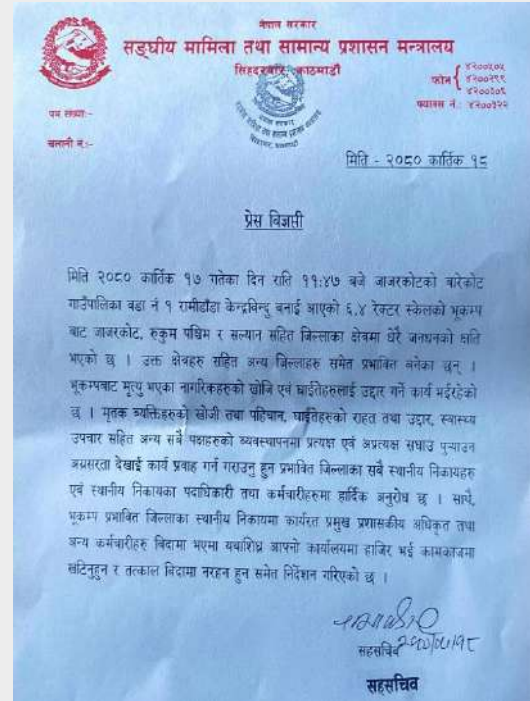 नेपाल सरकार
सङ्घीय मामिला तथा सामान्य प्रशासन मन्त्रालय
सिंहदरबार, काठमाडौं
फोन
४२००२९९
फ्याक्स नं.:
पत्र संख्याः-
चलानी नं.:-
मिति - २०८० कार्तिक १८
प्रेस विज्ञप्ती
मिति २०८० कार्तिक १७ गतेका दिन राति ११:४७ बजे जाजरकोटको बारेकोट
गाउँपालिका वडा नं १ रामीडाँडा केन्द्रविन्दु बनाई आएको ६.४ रेक्टर स्केलको भूकम्प
बाट जाजरकोट, रुकुम पश्चिम र सल्यान सहित जिल्लाका क्षेत्रमा धेरै जनधनको क्षति
भएको छ । उक्त क्षेत्रहरु सहित अन्य जिल्लाहरु समेत प्रभावित बनेका छन् ।
भूकम्पबाट मृत्यु भएका नागरिकहरुको खोजि एवं घाईतेहरुलाई उद्दार गर्ने कार्य भईरहेको
छ । मृतक व्यक्तिहरुको खोजी तथा पहिचान, घाईतेहरुको राहत तथा उद्दार, स्वास्थ्य
उपचार सहित अन्य सबै पक्षहरुको व्यवस्थापनमा प्रत्यक्ष एवं अप्रत्यक्ष सघाउ पुऱ्याउन
अग्रसरता देखाई कार्य प्रवाह गर्न गराउनु हुन प्रभावित जिल्लाका सबै स्थानीय निकायहरु
एवं स्थानीय निकायका पदाधिकारी तथा कर्मचारीहरुमा हार्दिक अनुरोध छ । साथै,
भूकम्प प्रभावित जिल्लाका स्थानीय निकायमा कार्यरत प्रमुख प्रशासकीय अधिकृत तथा
अन्य कर्मचारीहरु बिदामा भएमा यथाशिघ्र आफ्नो कार्यालयमा हाजिर भई कामकाजमा
खटिनुहुन र तत्काल बिदामा नरहन हुन समेत निर्देशन गरिएको छ ।
सहसचिव
सहसचिव